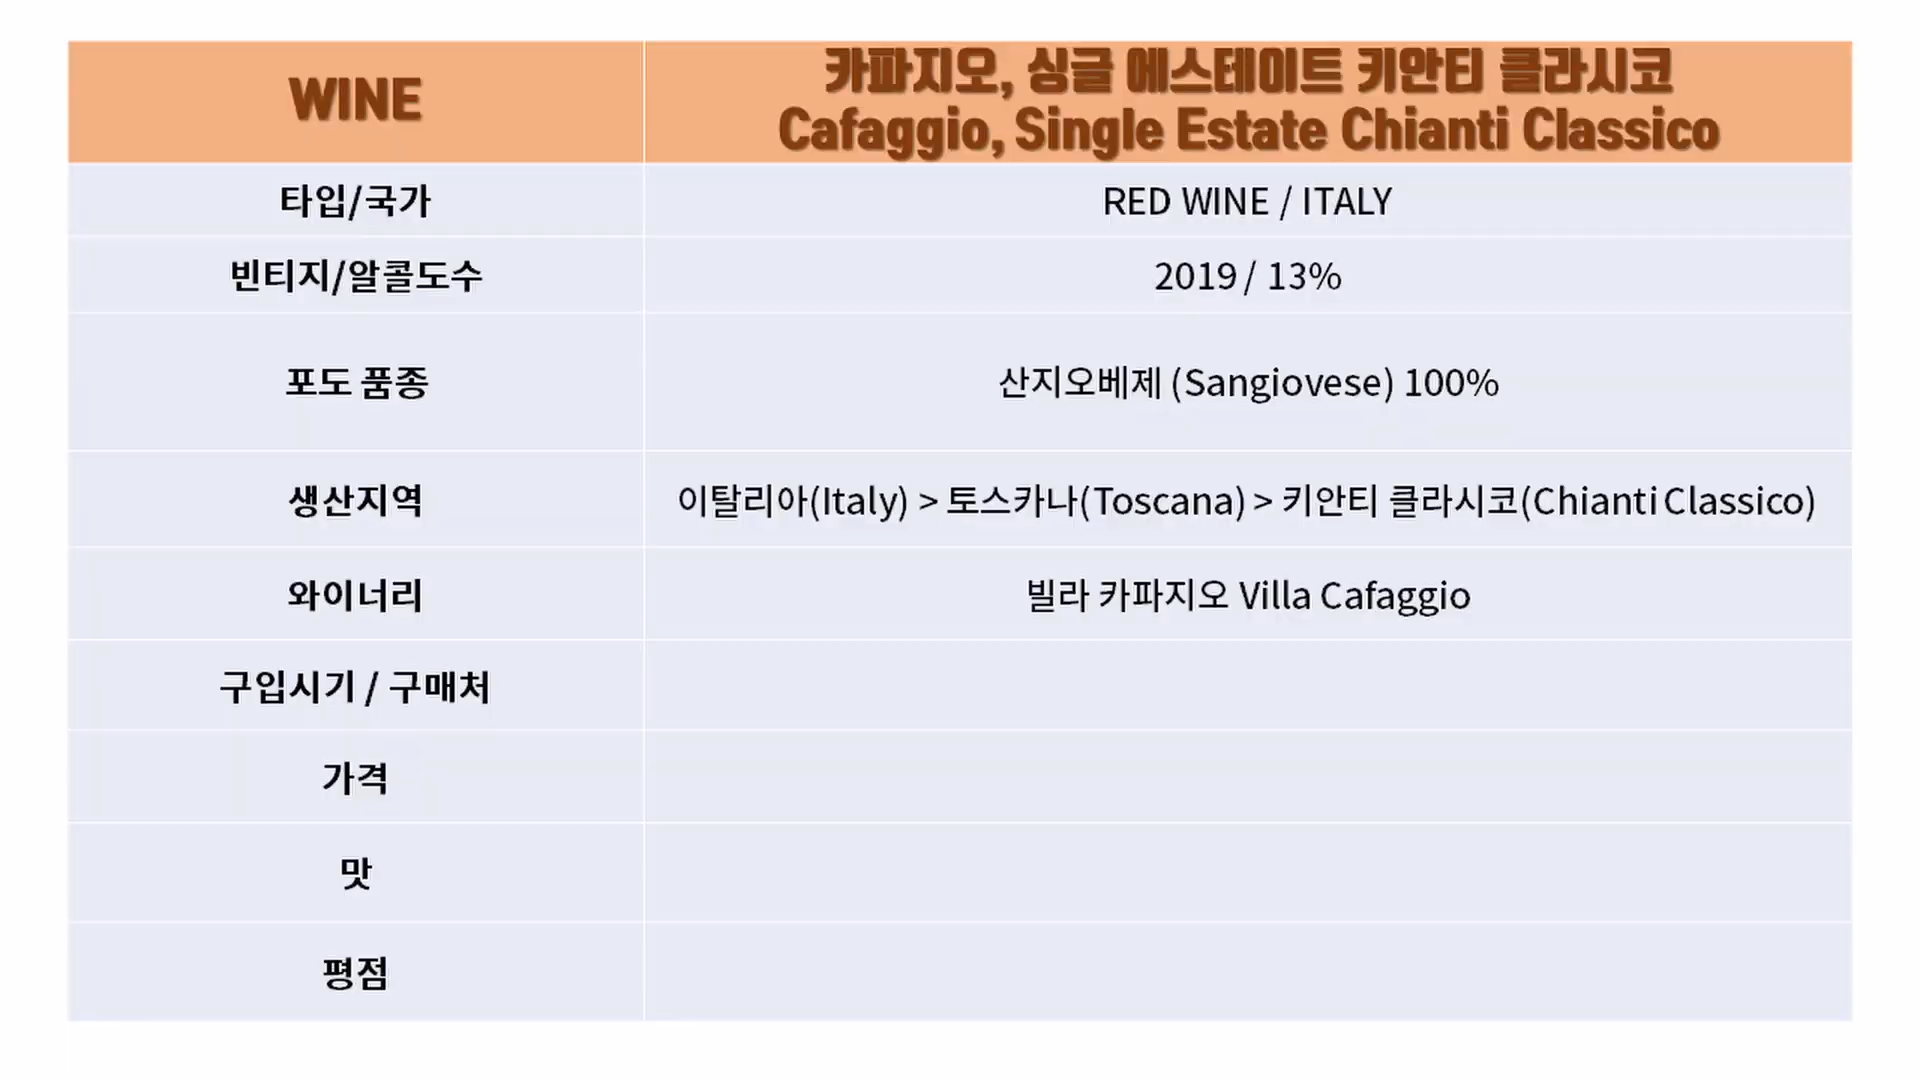 WINE
카파지오, 싱글 에스테이트 키안티 클라시코
Cafaggio, Single Estate Chianti Classico
타입/국가
RED WINE / ITALY
빈티지/알콜도수
2019 / 13%
포도 품종
산지오베제 (Sangiovese) 100%
생산지역
이탈리아(Italy) > 토스카나(Toscana) > 키안티 클라시코(Chianti Classico)
와이너리
빌라 카파지오 Villa Cafaggio
구입시기 / 구매처
가격
맛
평점